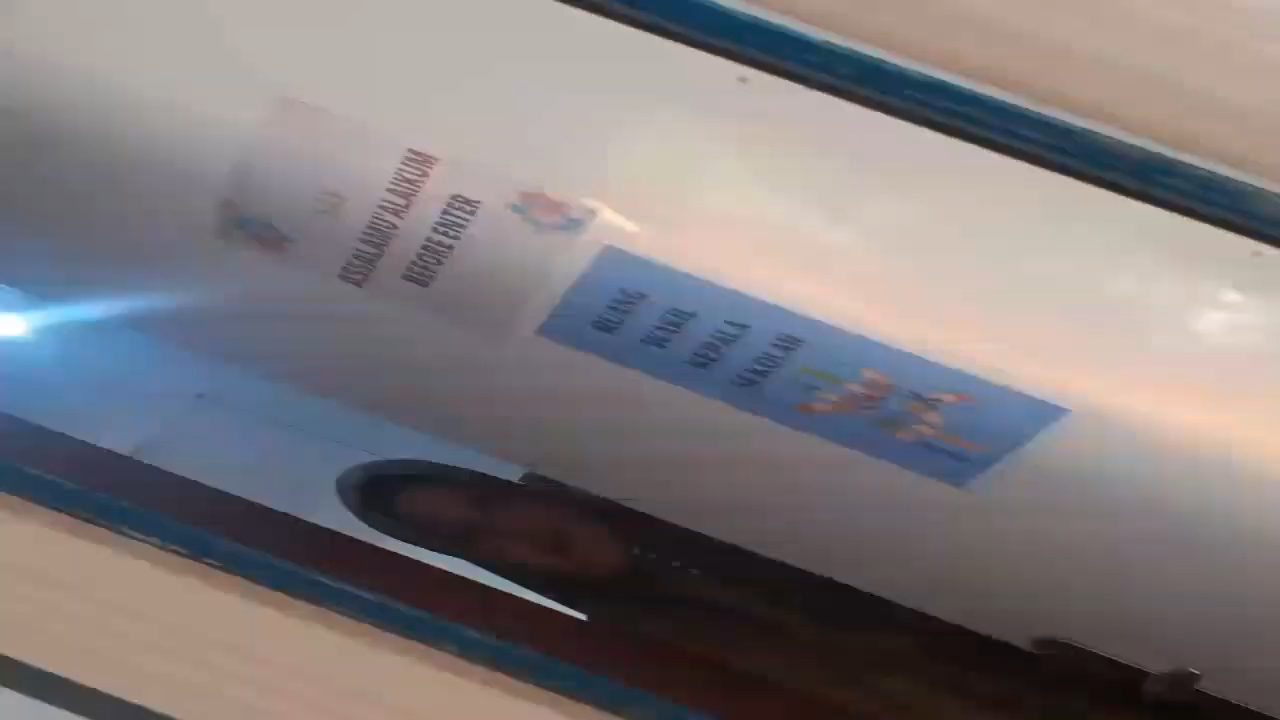 ASSALAMU'ALAIKUM
BEFORE ENTER
RUANG
WAKIL
KEPALA
SEKOLAH